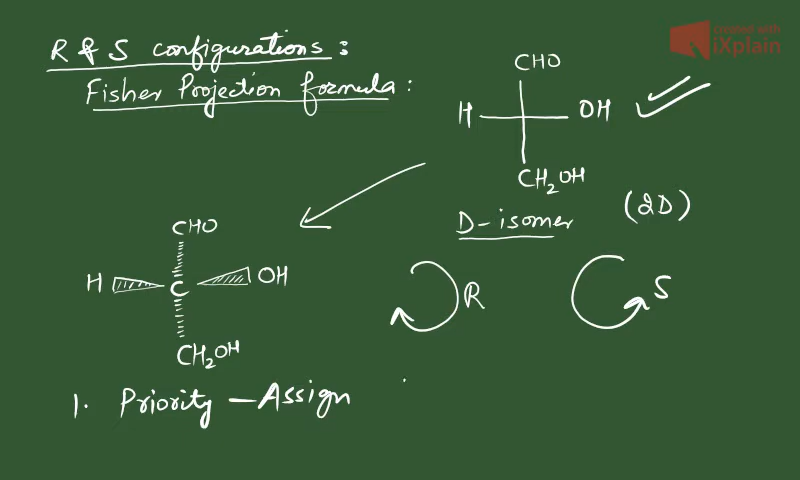 R & S configurations :
Fisher Projection formula :
created with
iXplain
CHO
H
OH
CH2OH
D-isomer
(2D)
CHO
H
C
OH
CH2OH
R
S
1. Priority - Assign